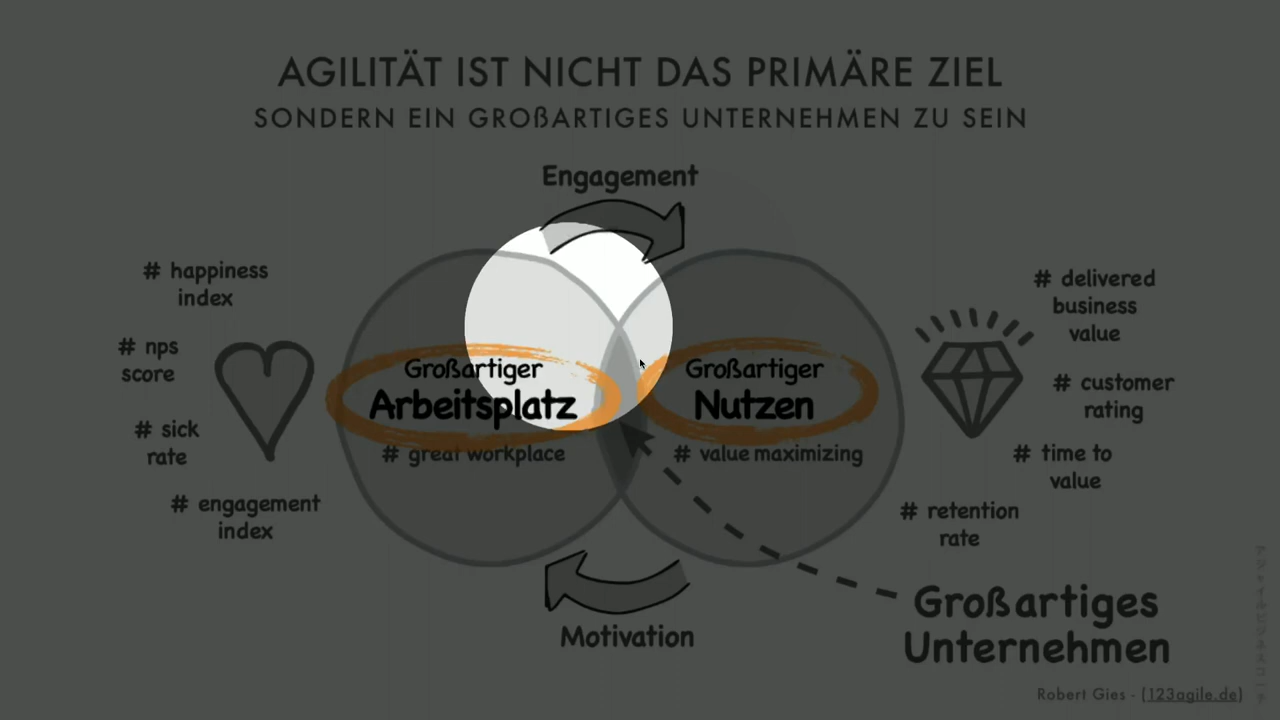 AGILITÄT IST NICHT DAS PRIMÄRE ZIEL
SONDERN EIN GROßARTIGES UNTERNEHMEN ZU SEIN
Engagement
# happiness
index
# nps
score
# sick
rate
# engagement
index
Großartiger
Arbeitsplatz
# great workplace
Großartiger
Nutzen
# value maximizing
# delivered
business
value
# customer
rating
# time to
value
# retention
rate
Motivation
Großartiges
Unternehmen
Robert Gies - (123agile.de)